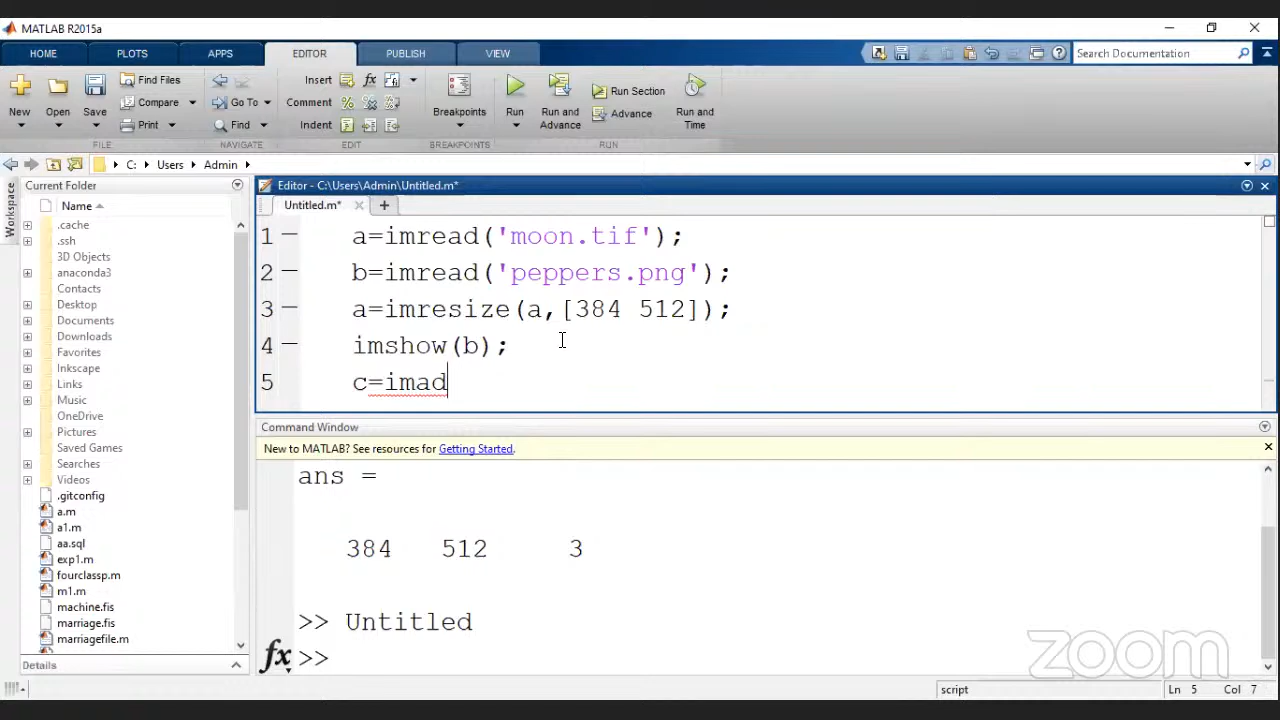 MATLAB R2015a
HOME PLOTS APPS EDITOR PUBLISH VIEW Search Documentation
New Open Save Find Files Compare Print
Go To Find
Insert Comment Indent
Breakpoints Run Run and Advance Run Section Advance Run and Time
FILE NAVIGATE EDIT BREAKPOINTS RUN
C: Users Admin
Current Folder
Editor - C:\Users\Admin\Untitled.m*
Workspace
Name
Untitled.m*
.cache
.ssh
3D Objects
anaconda3
Contacts
Desktop
Documents
Downloads
Favorites
Inkscape
Links
Music
OneDrive
Pictures
Saved Games
Searches
Videos
.gitconfig
a.m
a1.m
aa.sql
exp1.m
fourclassp.m
m1.m
machine.fis
marriage.fis
marriagefile.m
Details
1 a=imread('moon.tif');
2 b=imread('peppers.png');
3 a=imresize(a,[384 512]);
4 imshow(b);
5 c=imad
Command Window
New to MATLAB? See resources for Getting Started.
ans =
384 512 3
>> Untitled
fx >>
zoom
script Ln 5 Col 7